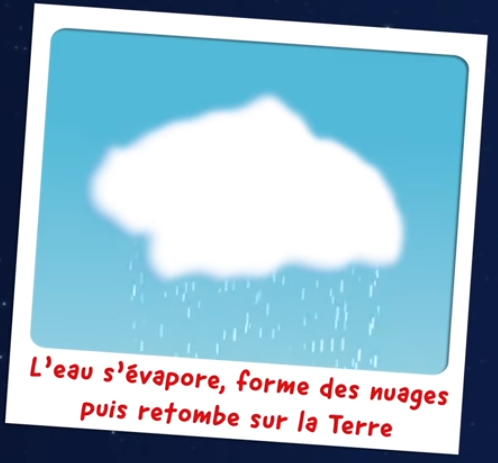 L'eau s'évapore, forme des nuages
puis retombe sur la Terre